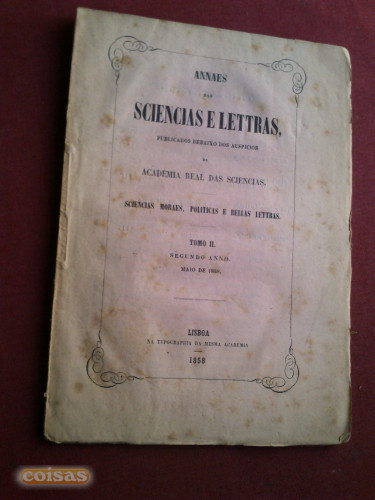 ANNAES
DAS
SCIENCIAS E LETTRAS,
PUBLICADOS DEBAIXO DOS AUSPICIOS
DA
ACADEMIA REAL DAS SCIENCIAS.
SCIENCIAS MORAES, POLITICAS E BELLAS LETTRAS.
TOMO II.
SEGUNDO ANNO.
MAIO DE 1858.
LISBOA
NA TYPOGRAPHIA DA MESMA ACADEMIA
1858
coisas